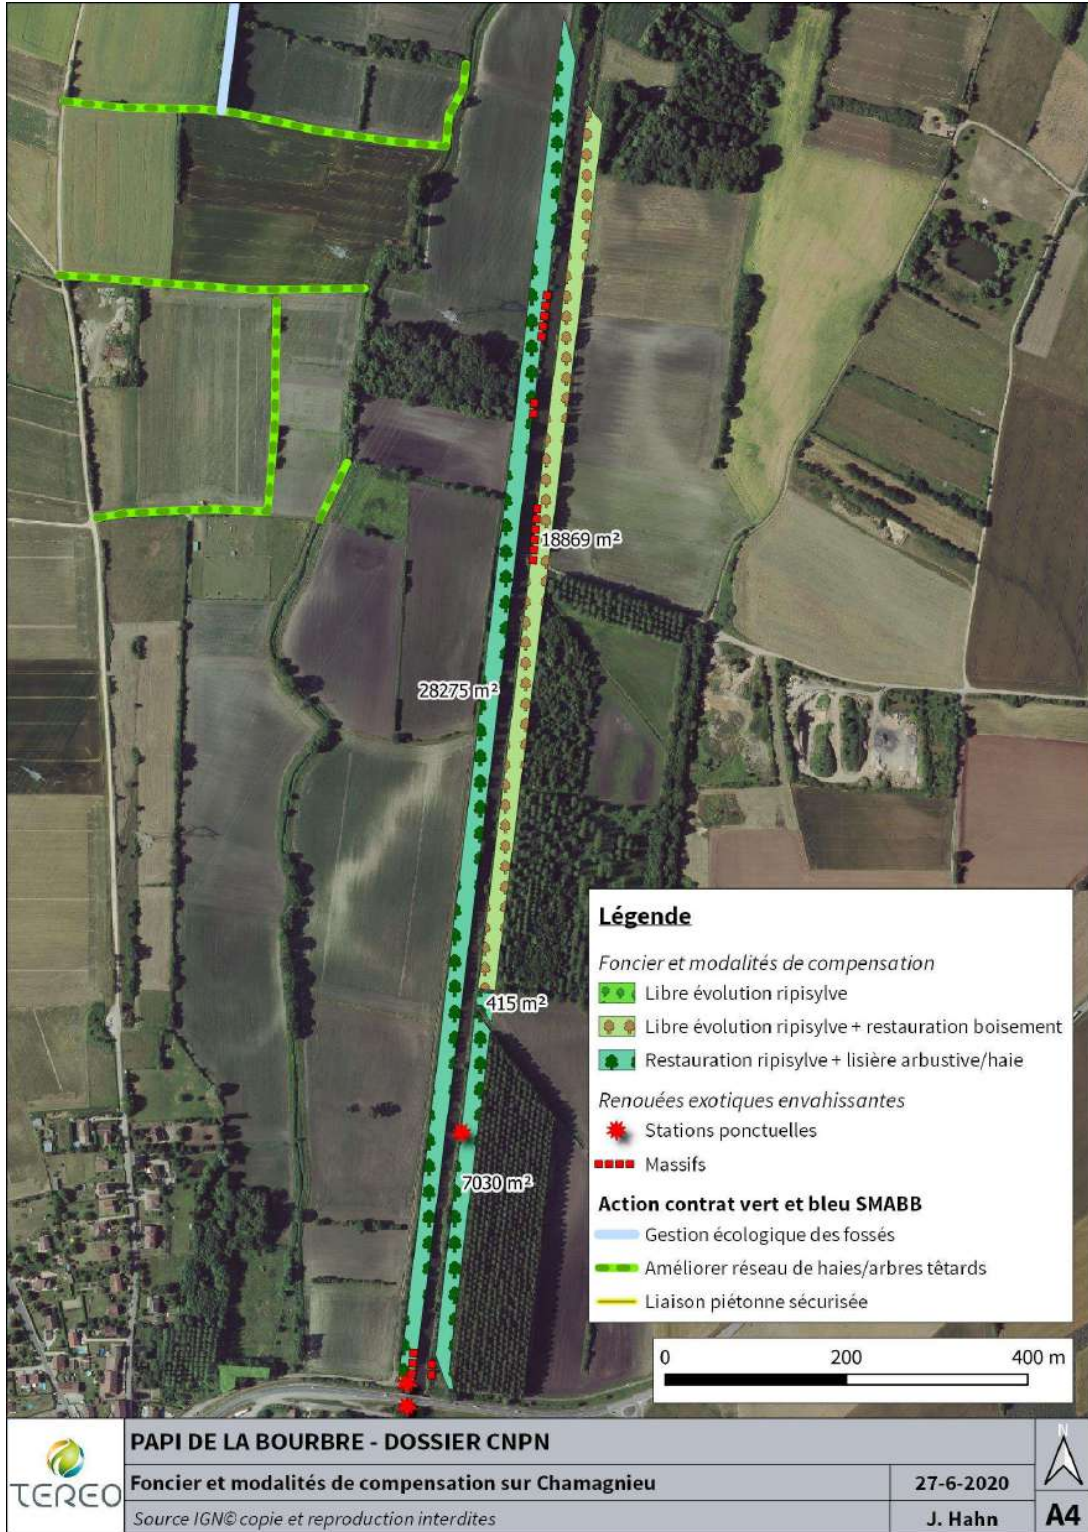 18869 m²
28275 m²
415 m²
7030 m²
Légende
Foncier et modalités de compensation
Libre évolution ripisylve
Libre évolution ripisylve + restauration boisement
Restauration ripisylve + lisière arbustive/haie
Renouées exotiques envahissantes
Stations ponctuelles
Massifs
Action contrat vert et bleu SMABB
Gestion écologique des fossés
Améliorer réseau de haies/arbres têtards
Liaison piétonne sécurisée
0 200 400 m
TEREO
PAPI DE LA BOURBRE - DOSSIER CNPN
Foncier et modalités de compensation sur Chamagnieu
27-6-2020
Source IGN© copie et reproduction interdites
J. Hahn
N
A4